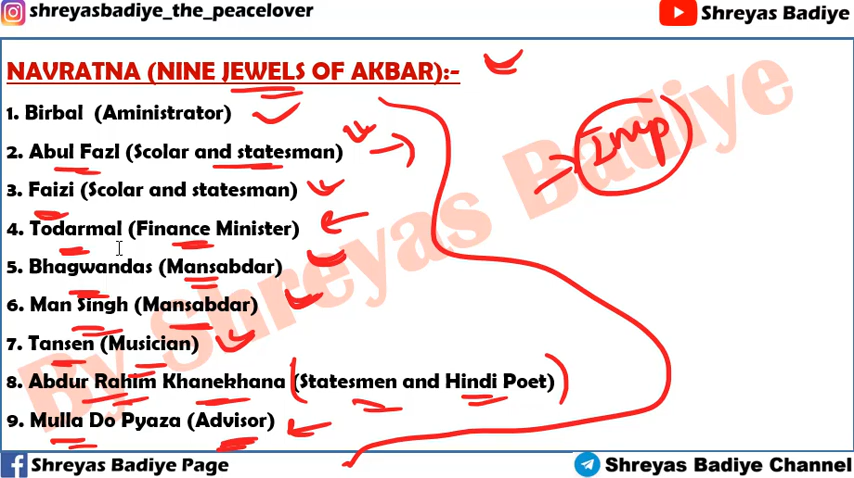 shreyasbadiye_the_peacelover
Shreyas Badiye
NAVRATNA (NINE JEWELS OF AKBAR):-
1. Birbal (Aministrator)
2. Abul Fazl (Scolar and statesman)
3. Faizi (Scolar and statesman)
4. Todarmal (Finance Minister)
5. Bhagwandas (Mansabdar)
6. Man Singh (Mansabdar)
7. Tansen (Musician)
8. Abdur Rahim Khanekhana (Statesmen and Hindi Poet)
9. Mulla Do Pyaza (Advisor)
Imp
By Shreyas Badiye
Shreyas Badiye Page
Shreyas Badiye Channel